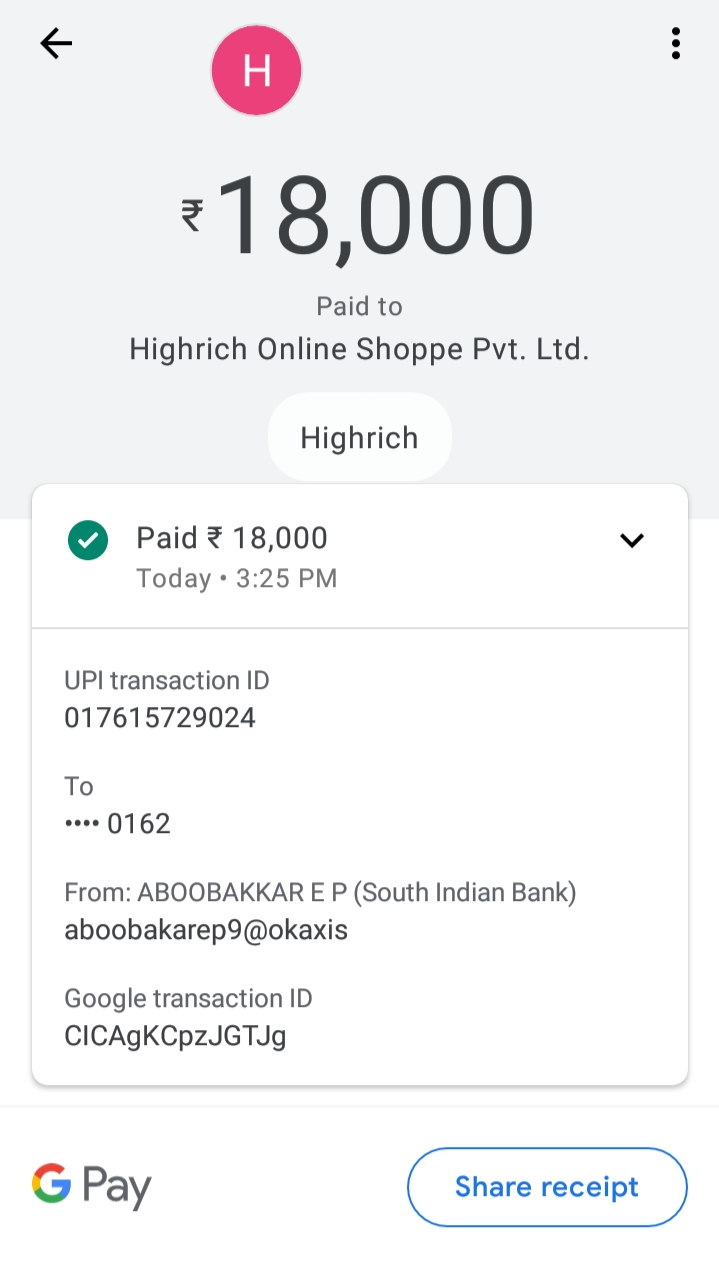 H
₹18,000
Paid to
Highrich Online Shoppe Pvt. Ltd.
Highrich
Paid ₹ 18,000
Today • 3:25 PM
UPI transaction ID
017615729024
To
•••• 0162
From: ABOOBAKKAR E P (South Indian Bank)
aboobakarep9@okaxis
Google transaction ID
CICAgKCpzJGTJg
G Pay
Share receipt